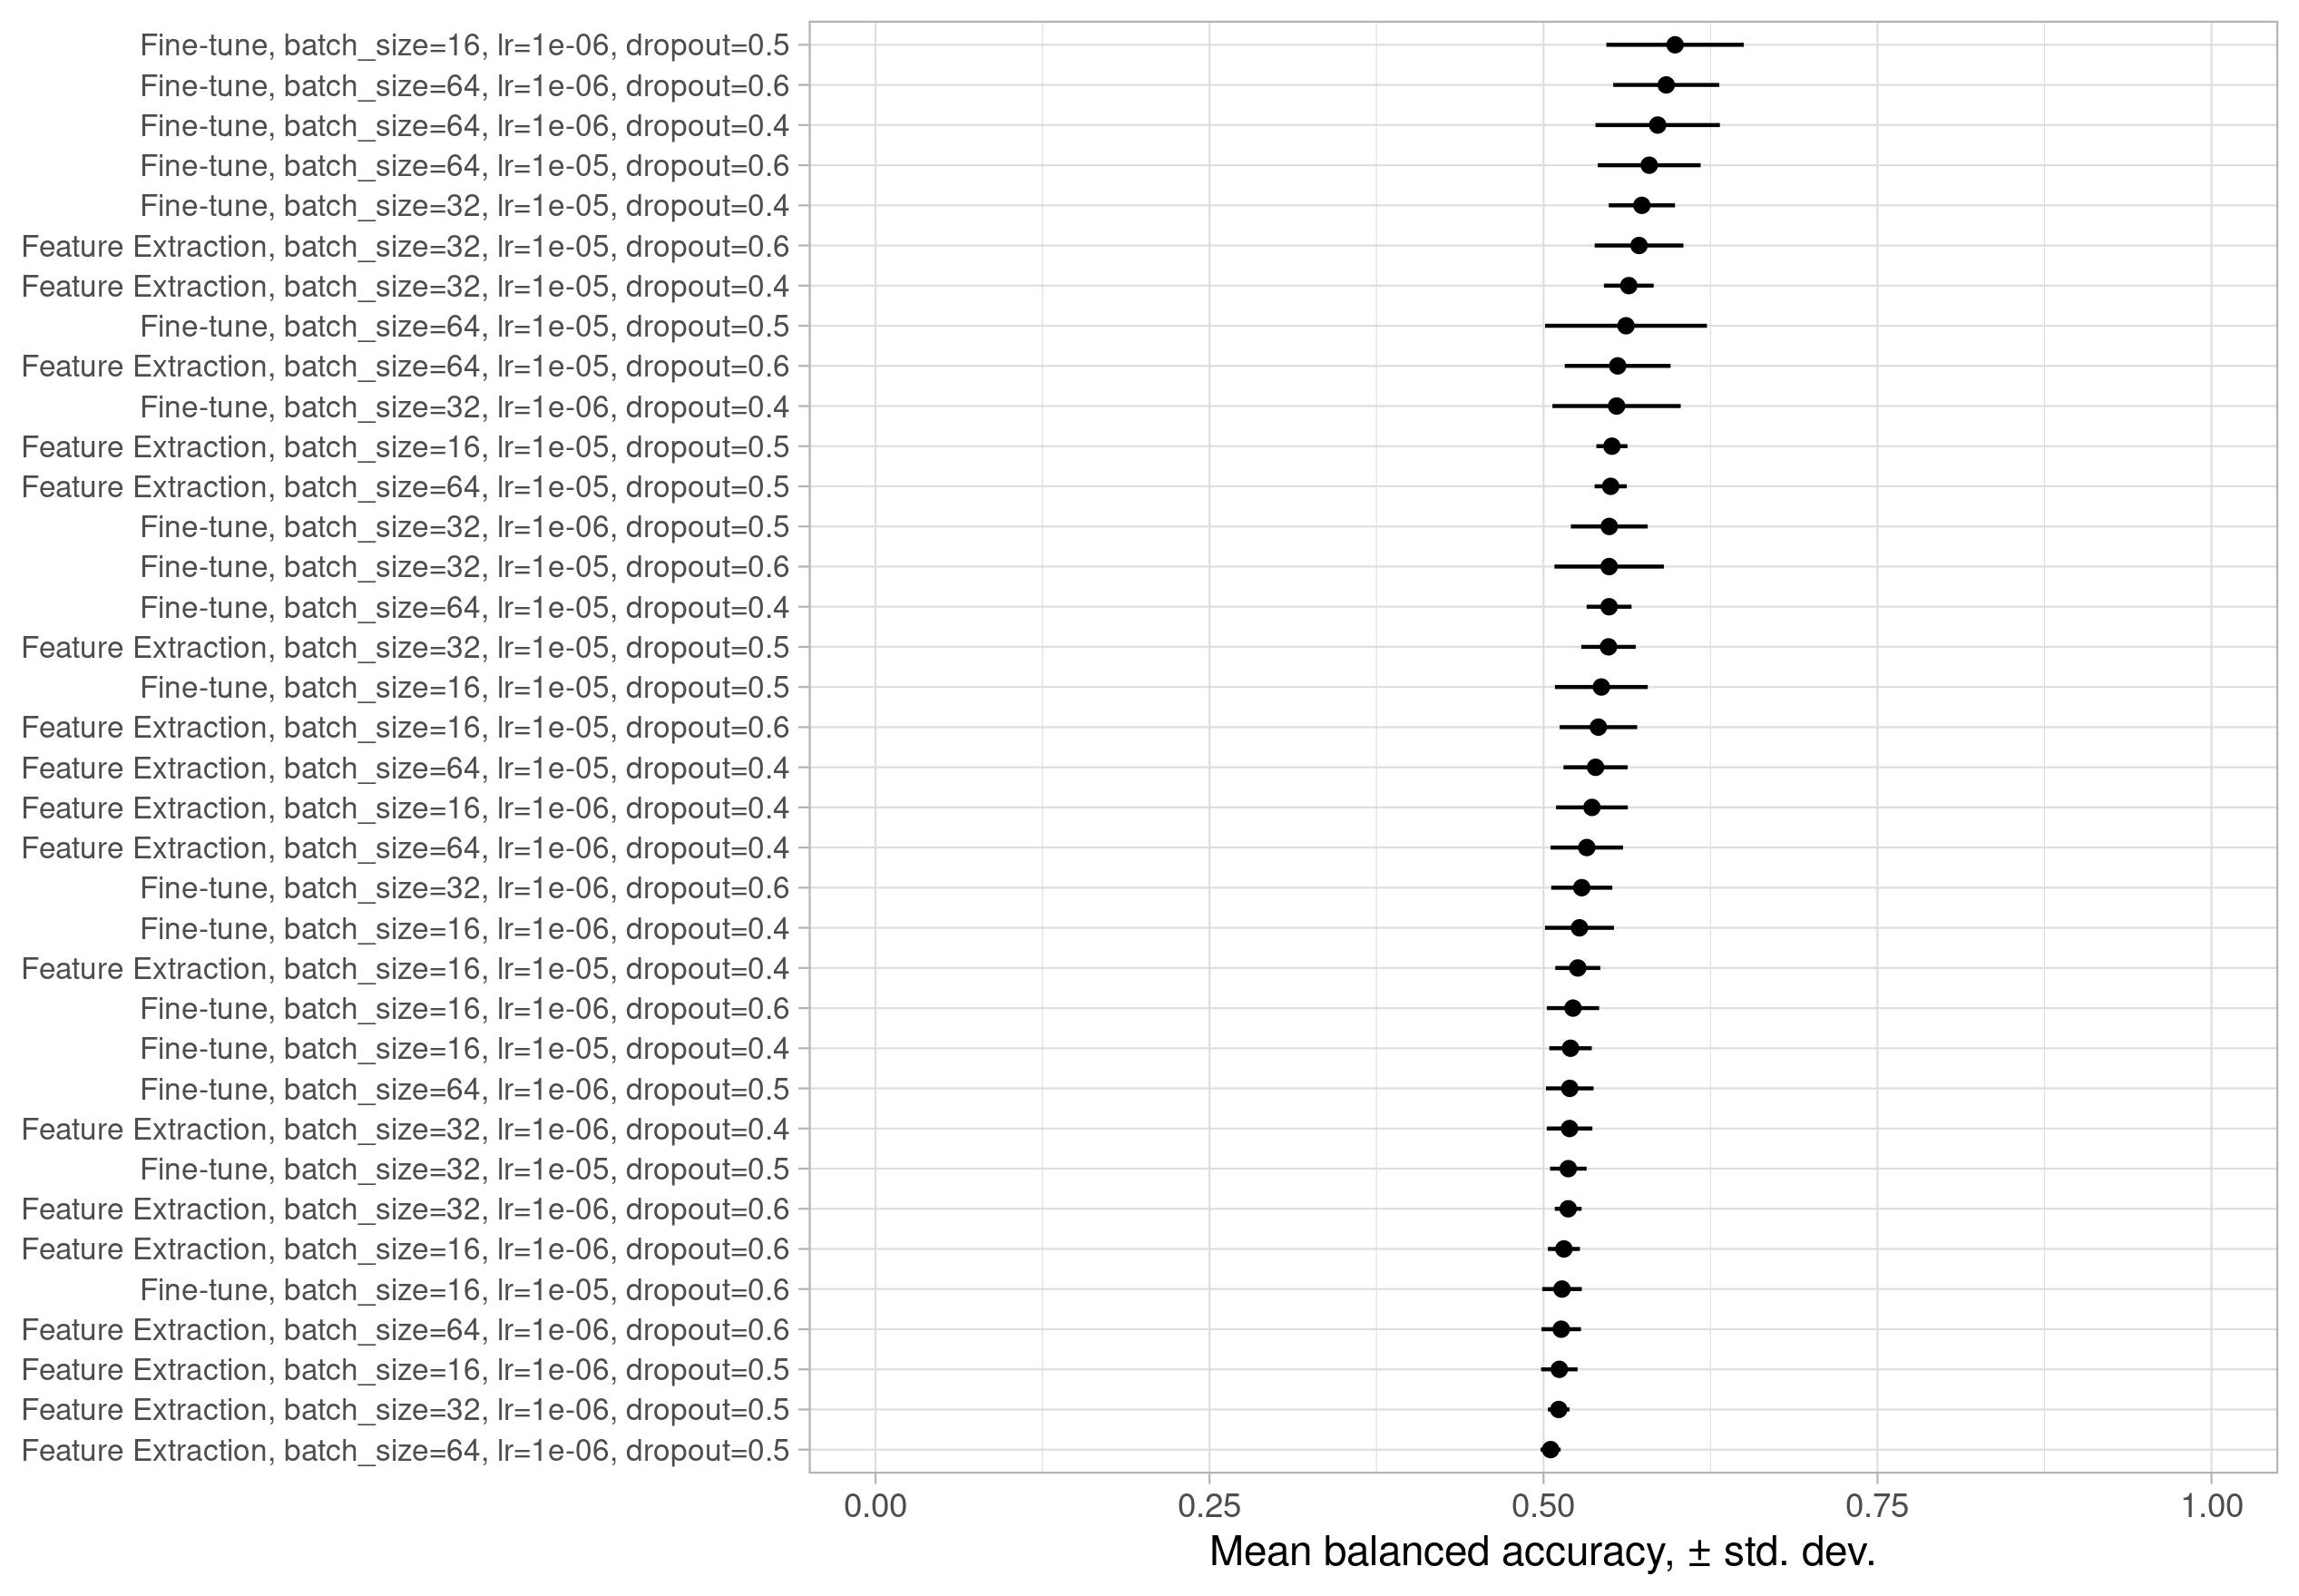 Fine-tune, batch_size=16, lr=1e-06, dropout=0.5
Fine-tune, batch_size=64, lr=1e-06, dropout=0.6
Fine-tune, batch_size=64, lr=1e-06, dropout=0.4
Fine-tune, batch_size=64, lr=1e-05, dropout=0.6
Fine-tune, batch_size=32, lr=1e-05, dropout=0.4
Feature Extraction, batch_size=32, lr=1e-05, dropout=0.6
Feature Extraction, batch_size=32, lr=1e-05, dropout=0.4
Fine-tune, batch_size=64, lr=1e-05, dropout=0.5
Feature Extraction, batch_size=64, lr=1e-05, dropout=0.6
Fine-tune, batch_size=32, lr=1e-06, dropout=0.4
Feature Extraction, batch_size=16, lr=1e-05, dropout=0.5
Feature Extraction, batch_size=64, lr=1e-05, dropout=0.5
Fine-tune, batch_size=32, lr=1e-06, dropout=0.5
Fine-tune, batch_size=32, lr=1e-05, dropout=0.6
Fine-tune, batch_size=64, lr=1e-05, dropout=0.4
Feature Extraction, batch_size=32, lr=1e-05, dropout=0.5
Fine-tune, batch_size=16, lr=1e-05, dropout=0.5
Feature Extraction, batch_size=16, lr=1e-05, dropout=0.6
Feature Extraction, batch_size=64, lr=1e-05, dropout=0.4
Feature Extraction, batch_size=16, lr=1e-06, dropout=0.4
Feature Extraction, batch_size=64, lr=1e-06, dropout=0.4
Fine-tune, batch_size=32, lr=1e-06, dropout=0.6
Fine-tune, batch_size=16, lr=1e-06, dropout=0.4
Feature Extraction, batch_size=16, lr=1e-05, dropout=0.4
Fine-tune, batch_size=16, lr=1e-06, dropout=0.6
Fine-tune, batch_size=16, lr=1e-05, dropout=0.4
Fine-tune, batch_size=64, lr=1e-06, dropout=0.5
Feature Extraction, batch_size=32, lr=1e-06, dropout=0.4
Fine-tune, batch_size=32, lr=1e-05, dropout=0.5
Feature Extraction, batch_size=32, lr=1e-06, dropout=0.6
Feature Extraction, batch_size=16, lr=1e-06, dropout=0.6
Fine-tune, batch_size=16, lr=1e-05, dropout=0.6
Feature Extraction, batch_size=64, lr=1e-06, dropout=0.6
Feature Extraction, batch_size=16, lr=1e-06, dropout=0.5
Feature Extraction, batch_size=32, lr=1e-06, dropout=0.5
Feature Extraction, batch_size=64, lr=1e-06, dropout=0.5
0.00 0.25 0.50 0.75 1.00
Mean balanced accuracy, ± std. dev.